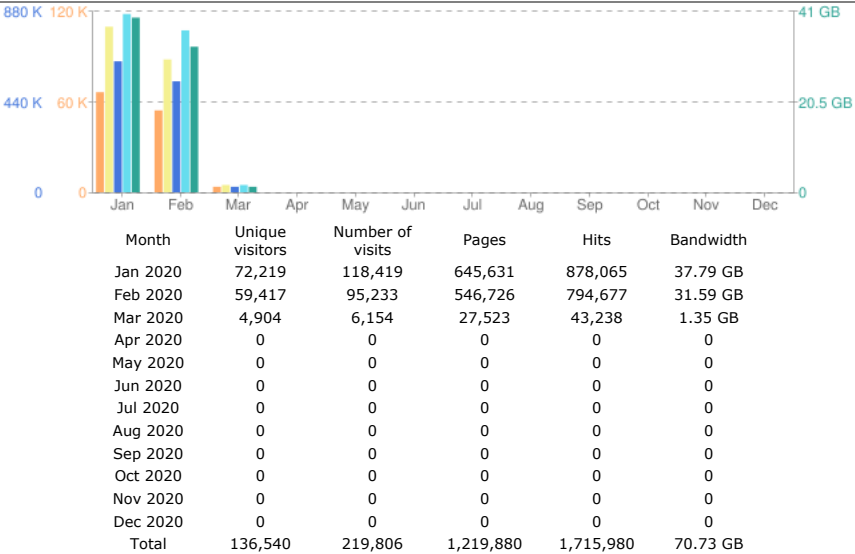 880 K 120 K 41 GB
440 K 60 K 20.5 GB
0 0 0
Jan Feb Mar Apr May Jun Jul Aug Sep Oct Nov Dec
Month Unique visitors Number of visits Pages Hits Bandwidth
Jan 2020 72,219 118,419 645,631 878,065 37.79 GB
Feb 2020 59,417 95,233 546,726 794,677 31.59 GB
Mar 2020 4,904 6,154 27,523 43,238 1.35 GB
Apr 2020 0 0 0 0 0
May 2020 0 0 0 0 0
Jun 2020 0 0 0 0 0
Jul 2020 0 0 0 0 0
Aug 2020 0 0 0 0 0
Sep 2020 0 0 0 0 0
Oct 2020 0 0 0 0 0
Nov 2020 0 0 0 0 0
Dec 2020 0 0 0 0 0
Total 136,540 219,806 1,219,880 1,715,980 70.73 GB